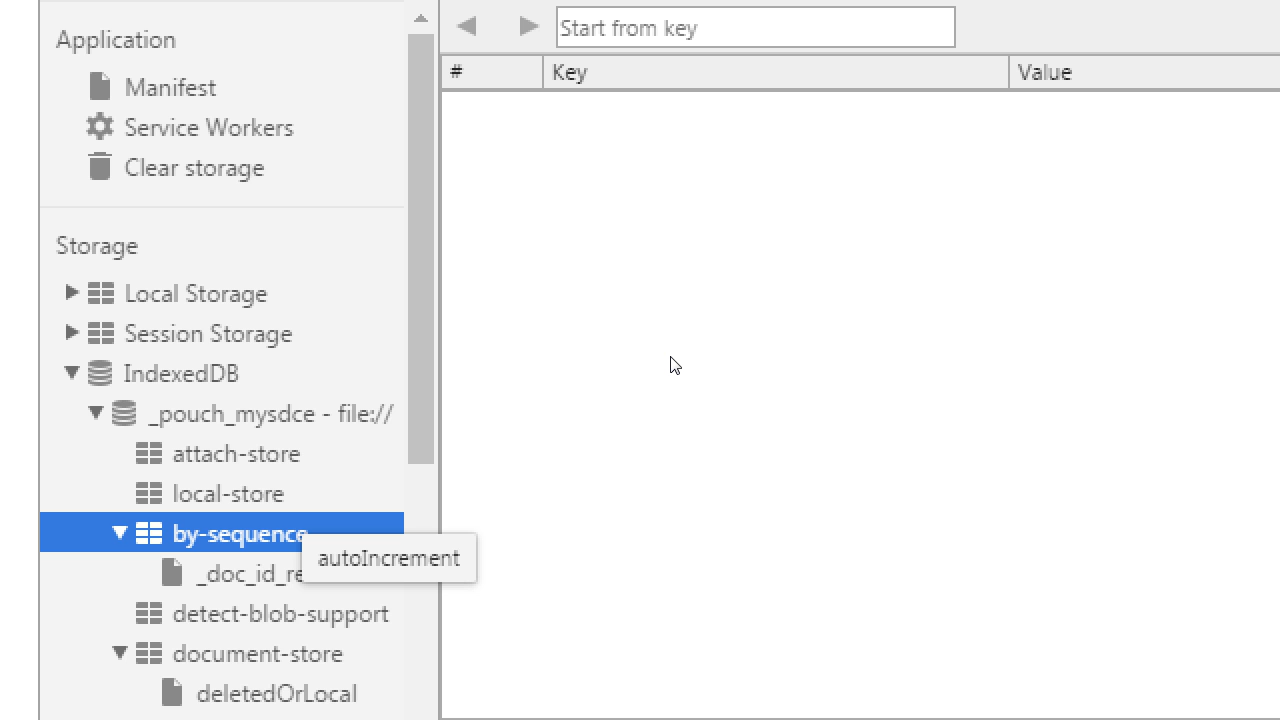 Application
Manifest
Service Workers
Clear storage
Storage
Local Storage
Session Storage
IndexedDB
_pouch_mysdce - file://
attach-store
local-store
by-sequence
autoIncrement
_doc_id_re
detect-blob-support
document-store
deletedOrLocal
Start from key
# Key Value